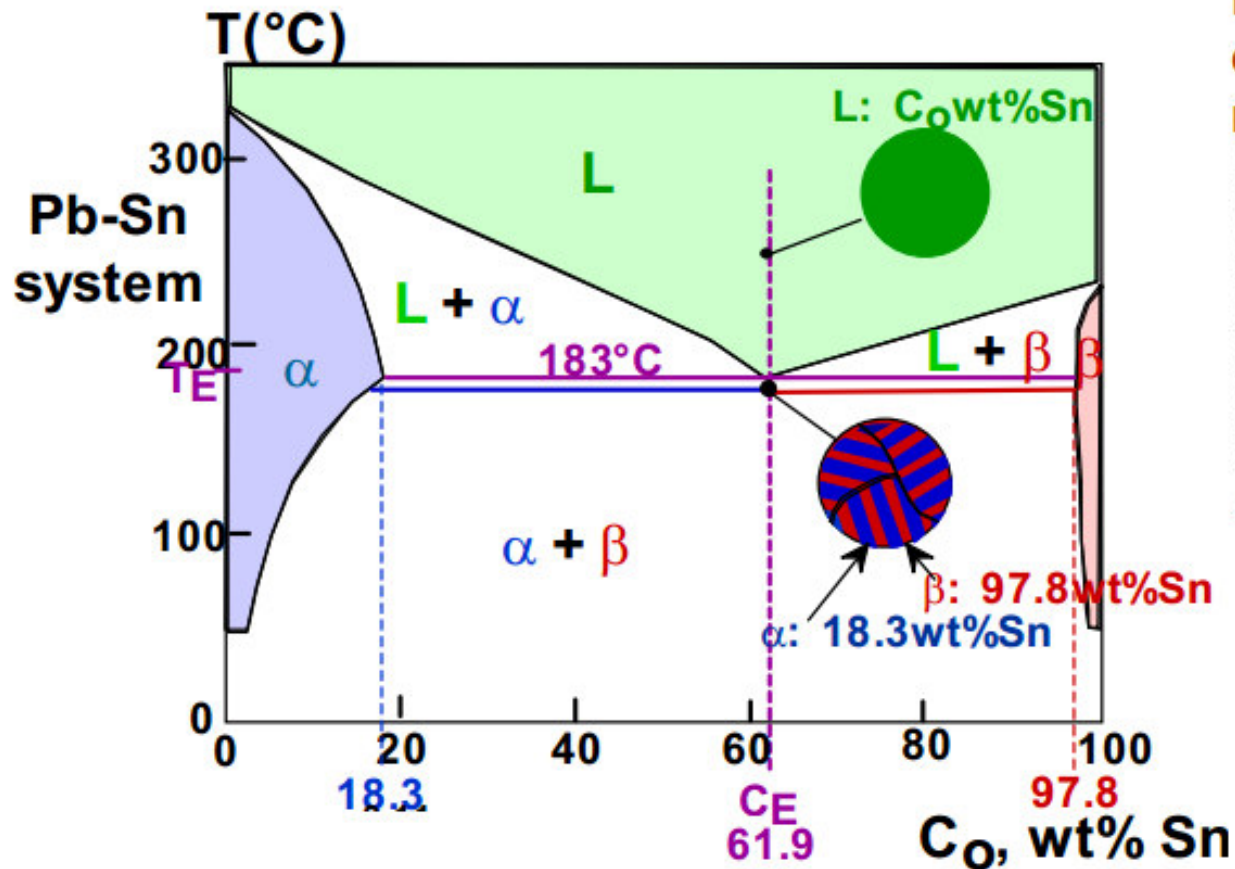 T(°C)
L: Cowt%Sn
300
L
Pb-Sn
system
L + α
200
183°C
L + β
β
TE
α
100
α + β
β: 97.8wt%Sn
α: 18.3wt%Sn
0
0
20
40
60
80
100
18.3
CE
61.9
97.8
Co, wt% Sn